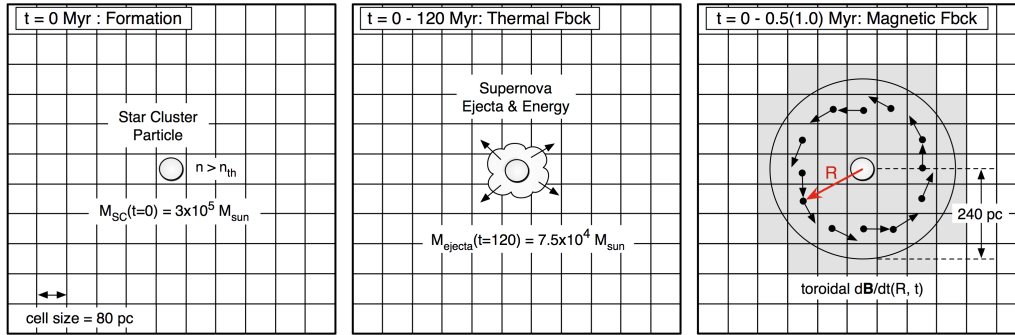 t = 0 Myr : Formation
Star Cluster
Particle
n > n_th
M_SC(t=0) = 3x10^5 M_sun
cell size = 80 pc
t = 0 - 120 Myr: Thermal Fbck
Supernova
Ejecta & Energy
M_ejecta(t=120) = 7.5x10^4 M_sun
t = 0 - 0.5(1.0) Myr: Magnetic Fbck
R
240 pc
toroidal dB/dt(R, t)